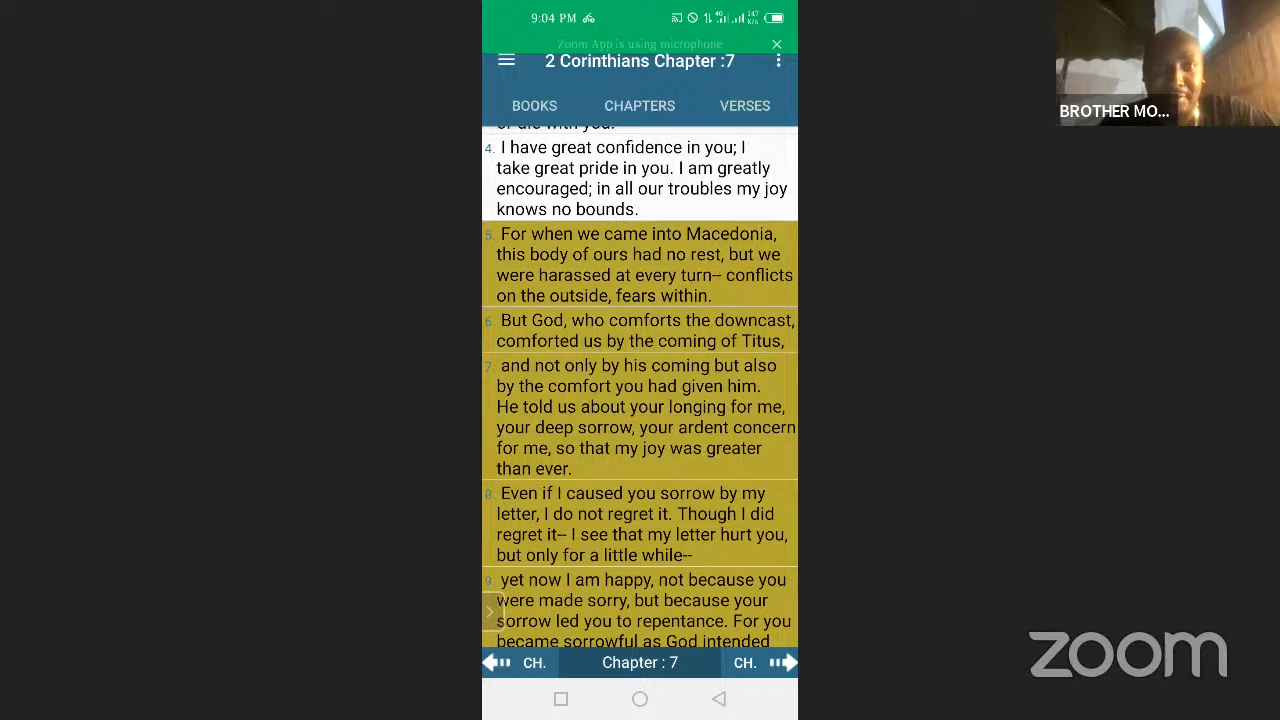 9:04 PM
4G
147
K/s
Zoom App is using microphone
2 Corinthians Chapter :7
BOOKS CHAPTERS VERSES
or die with you.
4. I have great confidence in you; I
take great pride in you. I am greatly
encouraged; in all our troubles my joy
knows no bounds.
5. For when we came into Macedonia,
this body of ours had no rest, but we
were harassed at every turn-- conflicts
on the outside, fears within.
6. But God, who comforts the downcast,
comforted us by the coming of Titus,
7. and not only by his coming but also
by the comfort you had given him.
He told us about your longing for me,
your deep sorrow, your ardent concern
for me, so that my joy was greater
than ever.
8. Even if I caused you sorrow by my
letter, I do not regret it. Though I did
regret it-- I see that my letter hurt you,
but only for a little while--
9. yet now I am happy, not because you
were made sorry, but because your
sorrow led you to repentance. For you
became sorrowful as God intended
CH. Chapter : 7 CH.
BROTHER MO...
zoom